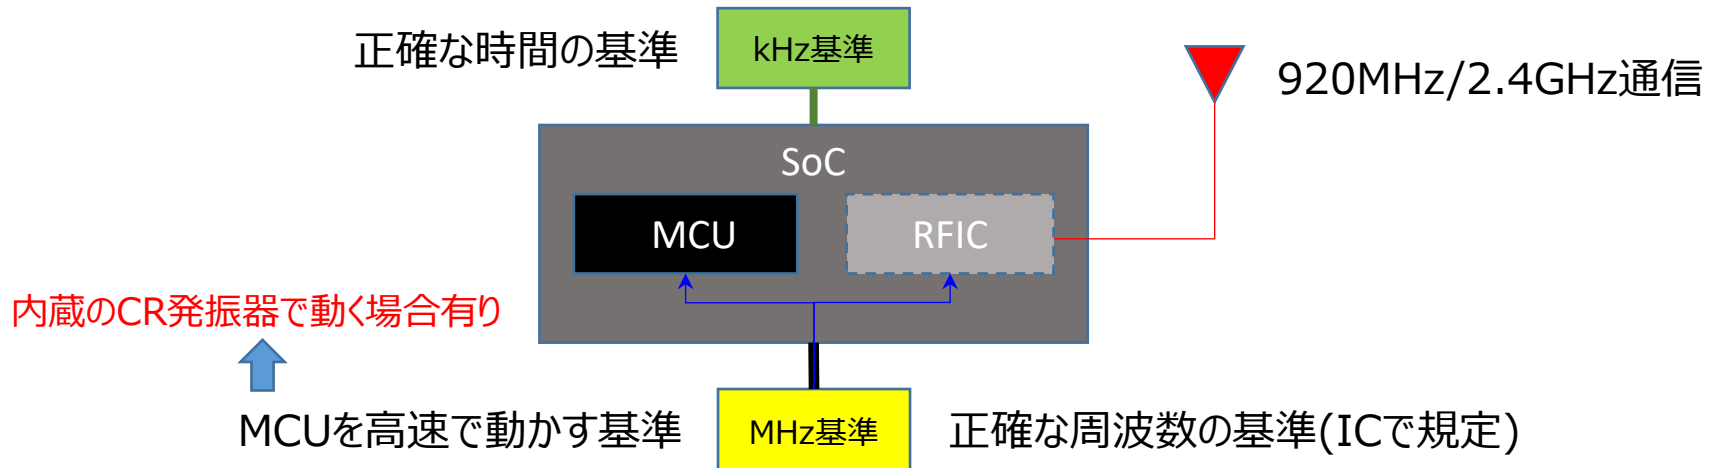 正確な時間の基準
kHz基準
920MHz/2.4GHz通信
SoC
MCU
RFIC
内蔵のCR発振器で動く場合有り
MCUを高速で動かす基準
MHz基準
正確な周波数の基準(ICで規定)